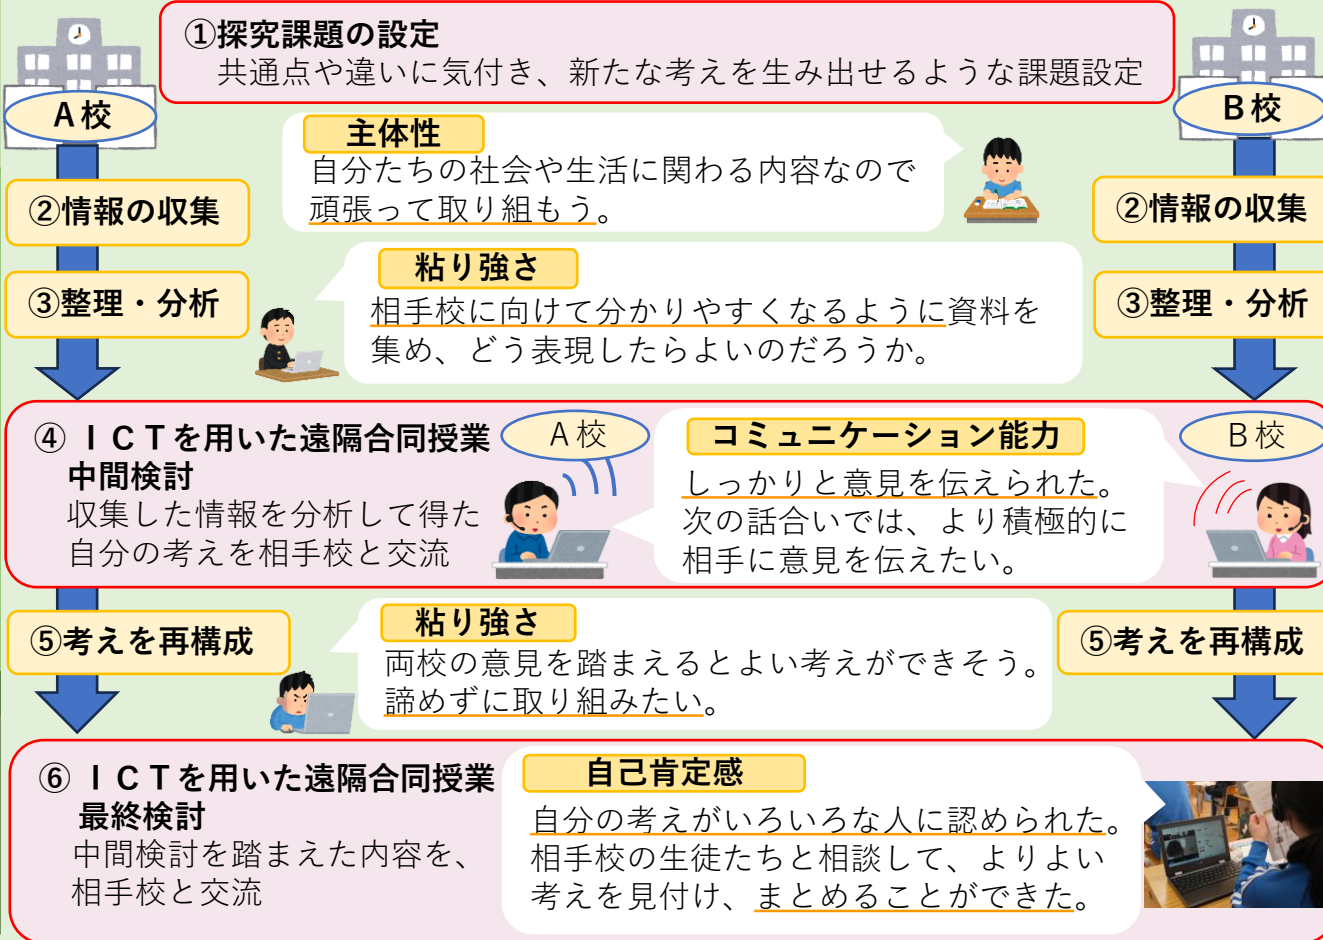 ①探究課題の設定
共通点や違いに気付き、新たな考えを生み出せるような課題設定
A校
B校
主体性
自分たちの社会や生活に関わる内容なので
頑張って取り組もう。
②情報の収集
②情報の収集
粘り強さ
相手校に向けて分かりやすくなるように資料を
集め、どう表現したらよいのだろうか。
③整理・分析
③整理・分析
④ ＩＣＴを用いた遠隔合同授業
中間検討
収集した情報を分析して得た
自分の考えを相手校と交流
A校
コミュニケーション能力
しっかりと意見を伝えられた。
次の話合いでは、より積極的に
相手に意見を伝えたい。
B校
⑤考えを再構成
粘り強さ
両校の意見を踏まえるとよい考えができそう。
諦めずに取り組みたい。
⑤考えを再構成
⑥ ＩＣＴを用いた遠隔合同授業
最終検討
中間検討を踏まえた内容を、
相手校と交流
自己肯定感
自分の考えがいろいろな人に認められた。
相手校の生徒たちと相談して、よりよい
考えを見付け、まとめることができた。